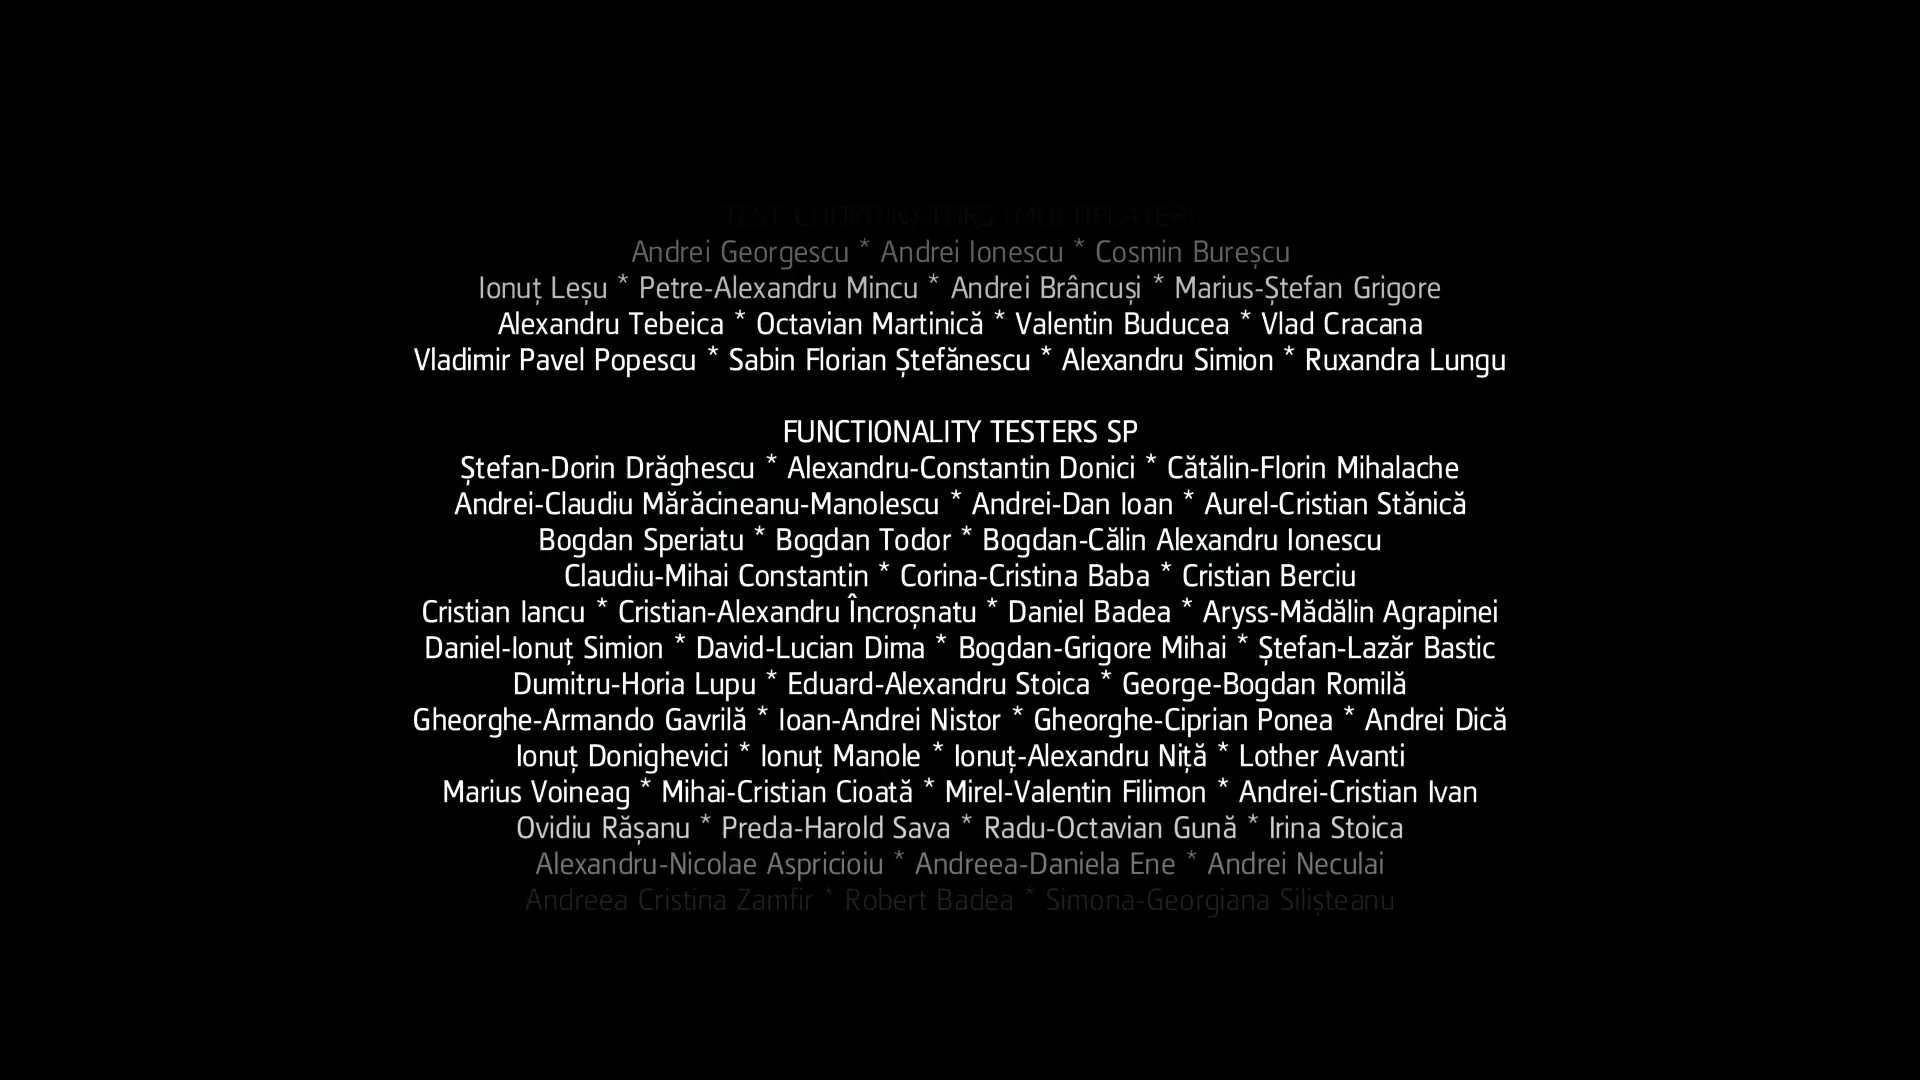 TEST COORDINATORS (MULTIPLAYER)
Andrei Georgescu * Andrei Ionescu * Cosmin Bureșcu
Ionuț Leșu * Petre-Alexandru Mincu * Andrei Brâncuși * Marius-Ștefan Grigore
Alexandru Tebeica * Octavian Martinică * Valentin Buducea * Vlad Cracana
Vladimir Pavel Popescu * Sabin Florian Ștefănescu * Alexandru Simion * Ruxandra Lungu
FUNCTIONALITY TESTERS SP
Ștefan-Dorin Drăghescu * Alexandru-Constantin Donici * Cătălin-Florin Mihalache
Andrei-Claudiu Mărăcineanu-Manolescu * Andrei-Dan Ioan * Aurel-Cristian Stănică
Bogdan Speriatu * Bogdan Todor * Bogdan-Călin Alexandru Ionescu
Claudiu-Mihai Constantin * Corina-Cristina Baba * Cristian Berciu
Cristian Iancu * Cristian-Alexandru Încroșnatu * Daniel Badea * Aryss-Mădălin Agrapinei
Daniel-Ionuț Simion * David-Lucian Dima * Bogdan-Grigore Mihai * Ștefan-Lazăr Bastic
Dumitru-Horia Lupu * Eduard-Alexandru Stoica * George-Bogdan Romilă
Gheorghe-Armando Gavrilă * Ioan-Andrei Nistor * Gheorghe-Ciprian Ponea * Andrei Dică
Ionuț Donighevici * Ionuț Manole * Ionuț-Alexandru Niță * Lother Avanti
Marius Voineag * Mihai-Cristian Cioată * Mirel-Valentin Filimon * Andrei-Cristian Ivan
Ovidiu Rășanu * Preda-Harold Sava * Radu-Octavian Gună * Irina Stoica
Alexandru-Nicolae Aspricioiu * Andreea-Daniela Ene * Andrei Neculai
Andreea Cristina Zamfir * Robert Badea * Simona-Georgiana Silișteanu